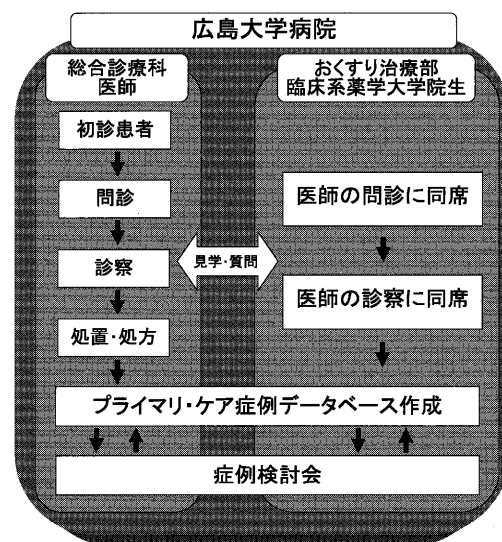 広島大学病院
総合診療科
医師
初診患者
問診
診察
処置・処方
おくすり治療部
臨床系薬学大学院生
医師の問診に同席
見学・質問
医師の診察に同席
プライマリ・ケア症例データベース作成
症例検討会